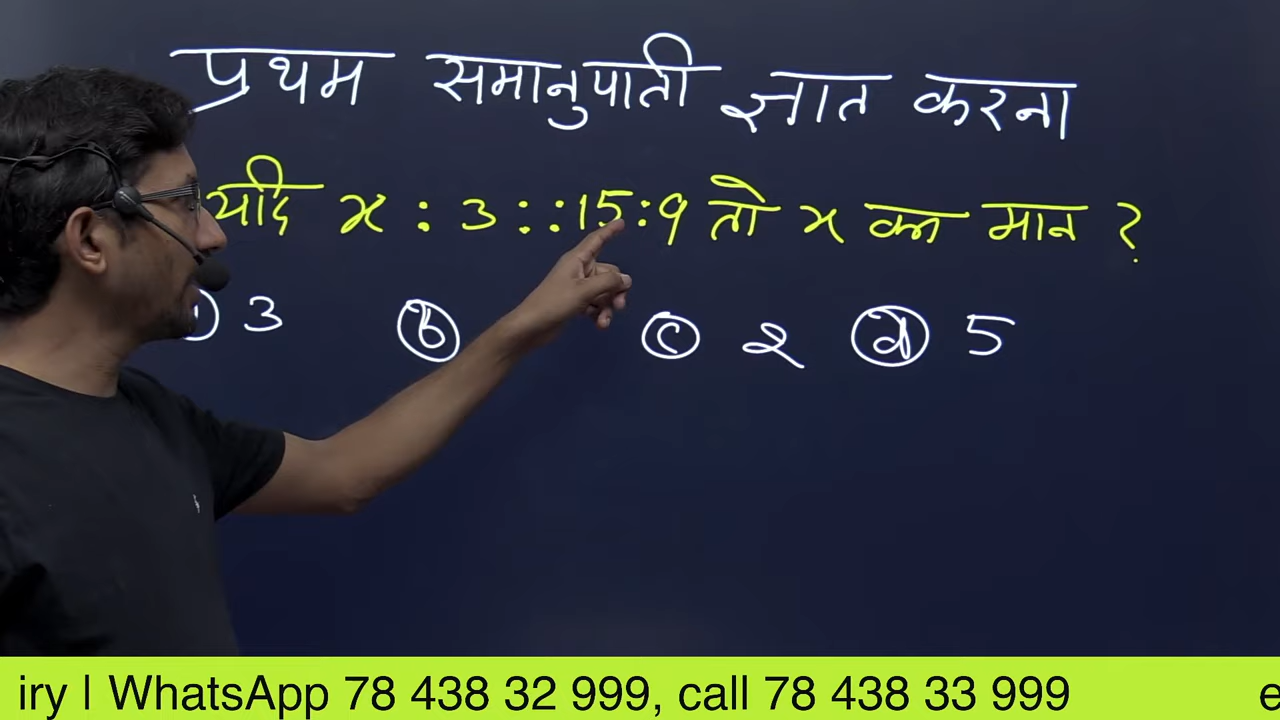 प्रथम समानुपाती ज्ञात करना
यदि x : 3 :: 15 : 9 तो x का मान ?
3 (b) (c) 2 (d) 5
iry | WhatsApp 78 438 32 999, call 78 438 33 999 e